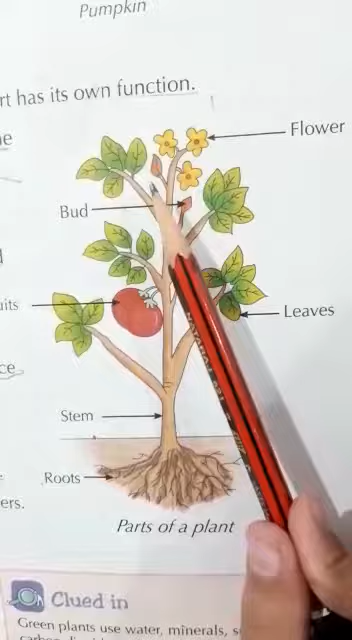 Pumpkin
rt has its own function.
Flower
Bud
uits
Leaves
ce
Stem
Roots
ers.
Parts of a plant
Clued in
Green plants use water, minerals, s